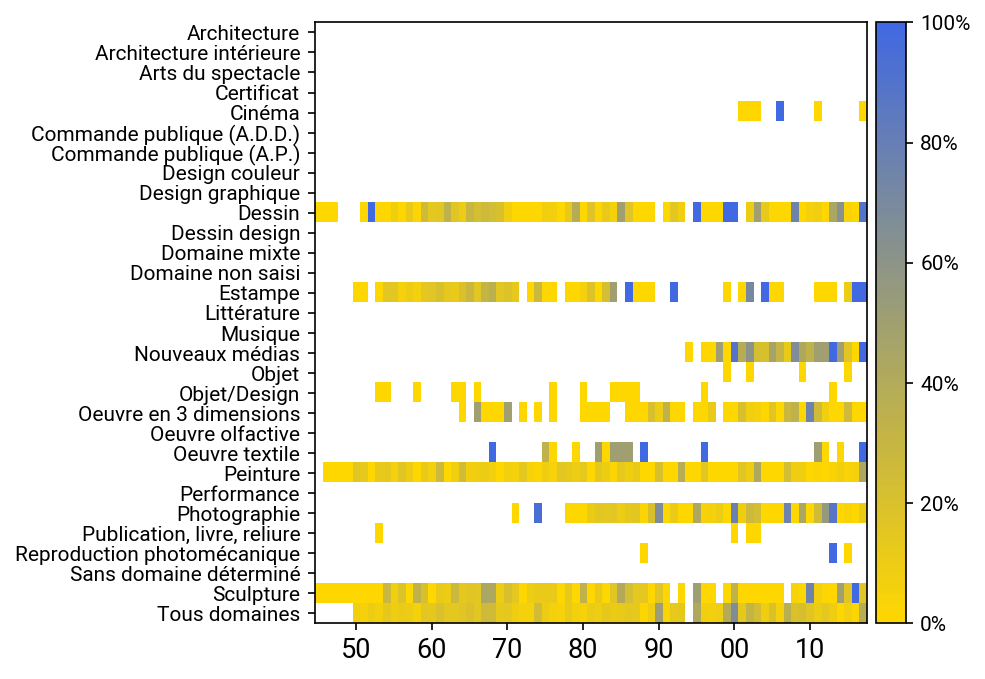 Architecture
Architecture intérieure
Arts du spectacle
Certificat
Cinéma
Commande publique (A.D.D.)
Commande publique (A.P.)
Design couleur
Design graphique
Dessin
Dessin design
Domaine mixte
Domaine non saisi
Estampe
Littérature
Musique
Nouveaux médias
Objet
Objet/Design
Oeuvre en 3 dimensions
Oeuvre olfactive
Oeuvre textile
Peinture
Performance
Photographie
Publication, livre, reliure
Reproduction photomécanique
Sans domaine déterminé
Sculpture
Tous domaines
50 60 70 80 90 00 10
100%
80%
60%
40%
20%
0%